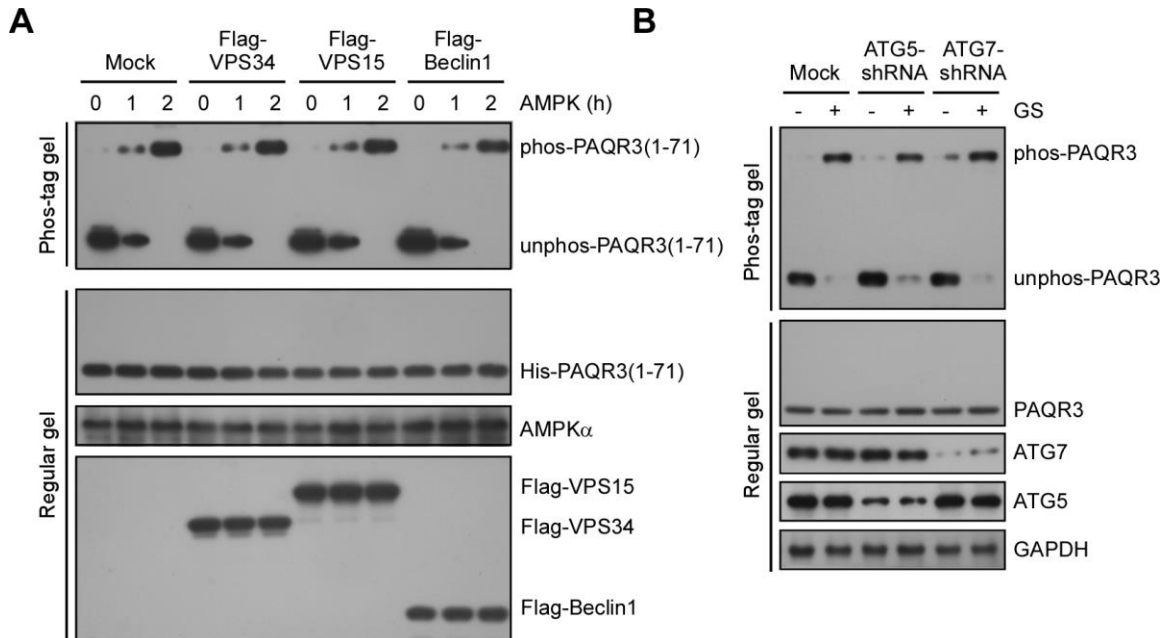 A
Mock
Flag-VPS34
Flag-VPS15
Flag-Beclin1
0 1 2 0 1 2 0 1 2 0 1 2 AMPK (h)
Phos-tag gel
phos-PAQR3(1-71)
unphos-PAQR3(1-71)
Regular gel
His-PAQR3(1-71)
AMPKα
Flag-VPS15
Flag-VPS34
Flag-Beclin1
B
Mock
ATG5-shRNA
ATG7-shRNA
- + - + - + GS
Phos-tag gel
phos-PAQR3
unphos-PAQR3
Regular gel
PAQR3
ATG7
ATG5
GAPDH